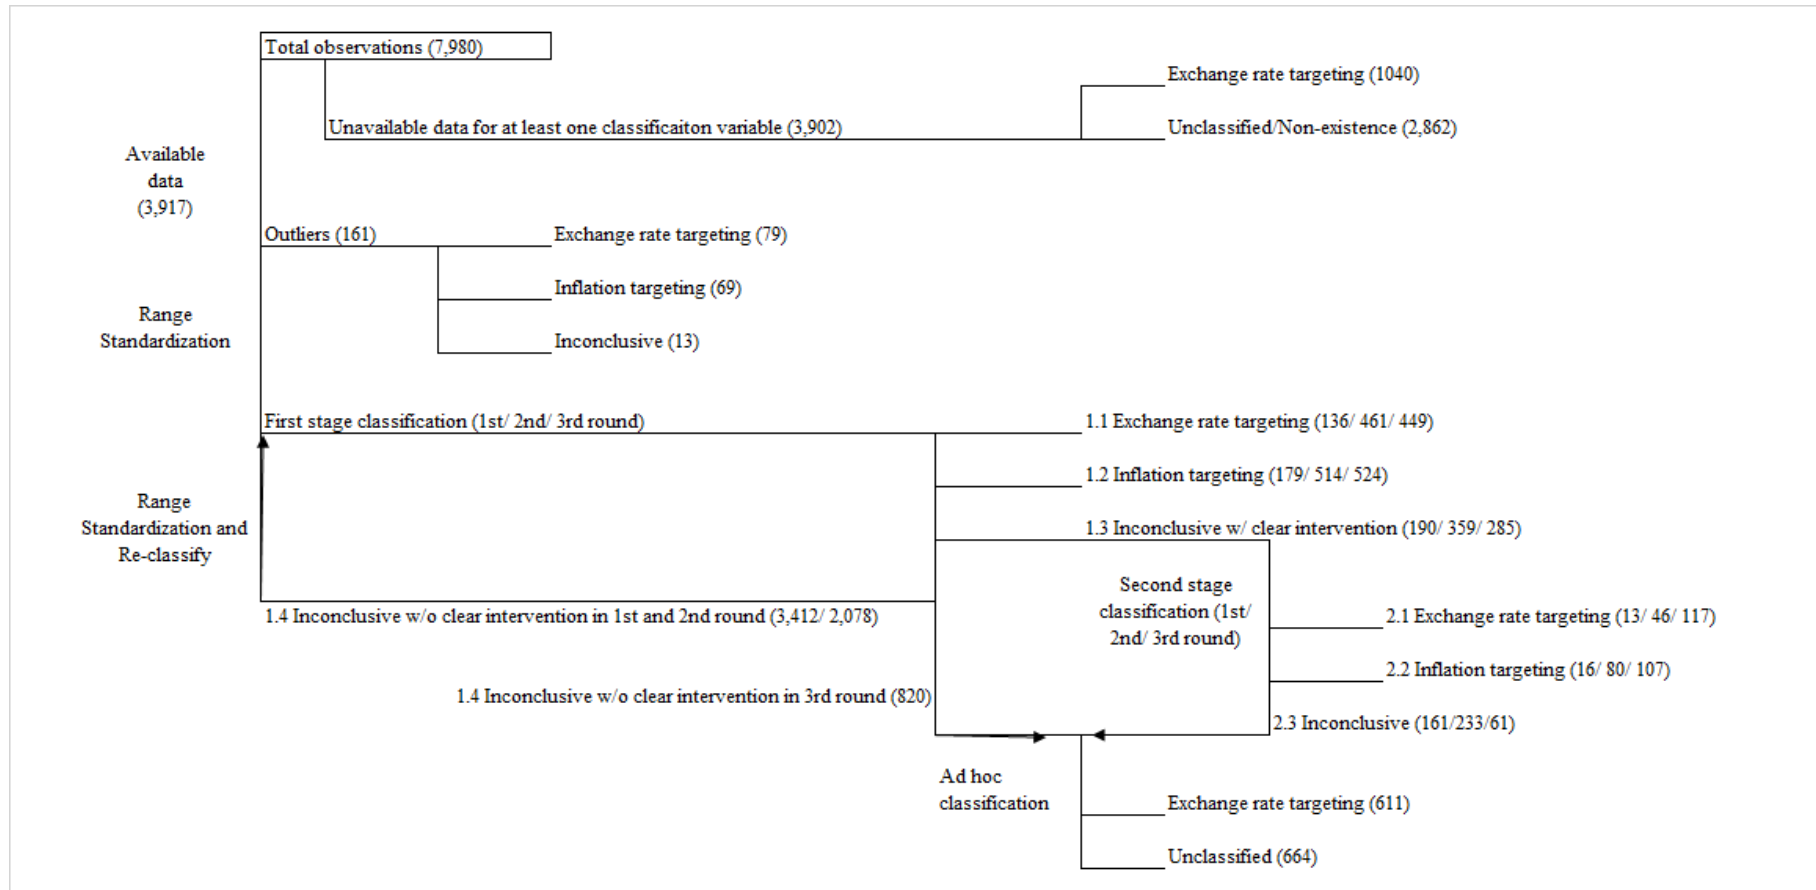 Total observations (7,980)
Exchange rate targeting (1040)
Unavailable data for at least one classificaiton variable (3,902)
Unclassified/Non-existence (2,862)
Available
data
(3,917)
Outliers (161)
Exchange rate targeting (79)
Inflation targeting (69)
Inconclusive (13)
Range
Standardization
First stage classification (1st/ 2nd/ 3rd round)
1.1 Exchange rate targeting (136/ 461/ 449)
1.2 Inflation targeting (179/ 514/ 524)
1.3 Inconclusive w/ clear intervention (190/ 359/ 285)
Range
Standardization and
Re-classify
1.4 Inconclusive w/o clear intervention in 1st and 2nd round (3,412/ 2,078)
Second stage
classification (1st/
2nd/ 3rd round)
2.1 Exchange rate targeting (13/ 46/ 117)
2.2 Inflation targeting (16/ 80/ 107)
2.3 Inconclusive (161/233/61)
1.4 Inconclusive w/o clear intervention in 3rd round (820)
Ad hoc
classification
Exchange rate targeting (611)
Unclassified (664)